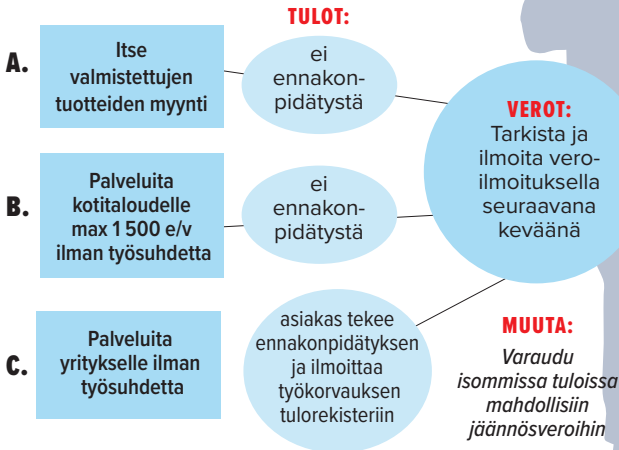 TULOT:
A.
Itse
valmistettujen
tuotteiden myynti
ei
ennakon-
pidätystä
B.
Palveluita
kotitaloudelle
max 1 500 e/v
ilman työsuhdetta
ei
ennakon-
pidätystä
C.
Palveluita
yritykselle ilman
työsuhdetta
asiakas tekee
ennakonpidätyksen
ja ilmoittaa
työkorvauksen
tulorekisteriin
VEROT:
Tarkista ja
ilmoita vero-
ilmoituksella
seuraavana
keväänä
MUUTA:
Varaudu
isommissa tuloissa
mahdollisiin
jäännösveroihin